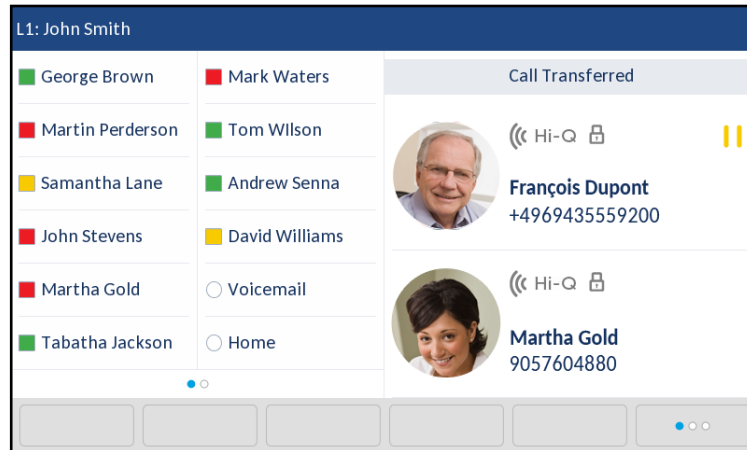 L1: John Smith
George Brown
Martin Perderson
Samantha Lane
John Stevens
Martha Gold
Tabatha Jackson
Mark Waters
Tom WIlson
Andrew Senna
David Williams
Voicemail
Home
Call Transferred
Hi-Q
François Dupont
+4969435559200
Hi-Q
Martha Gold
9057604880